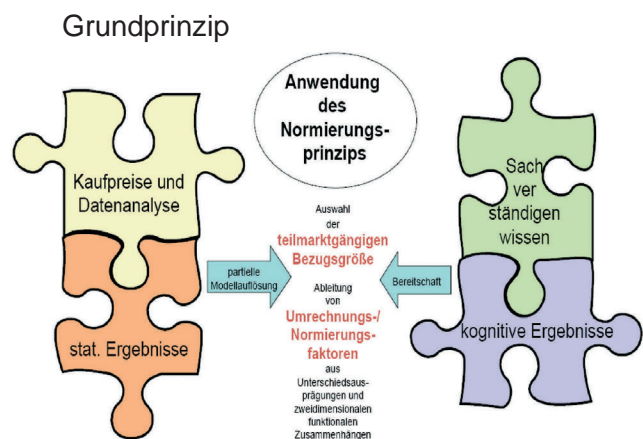 Grundprinzip
Anwendung
des
Normierungs-
prinzips
Kaufpreise und
Datenanalyse
stat. Ergebnisse
partielle
Modellauflösung
Auswahl
der
teilmarktgängigen
Bezugsgröße
Ableitung
von
Umrechnungs-/
Normierungs-
faktoren
aus
Unterschiedsaus-
prägungen und
zweidimensionalen
funktionalen
Zusammenhängen
Bereitschaft
Sach
ver
ständigen
wissen
kognitive Ergebnisse